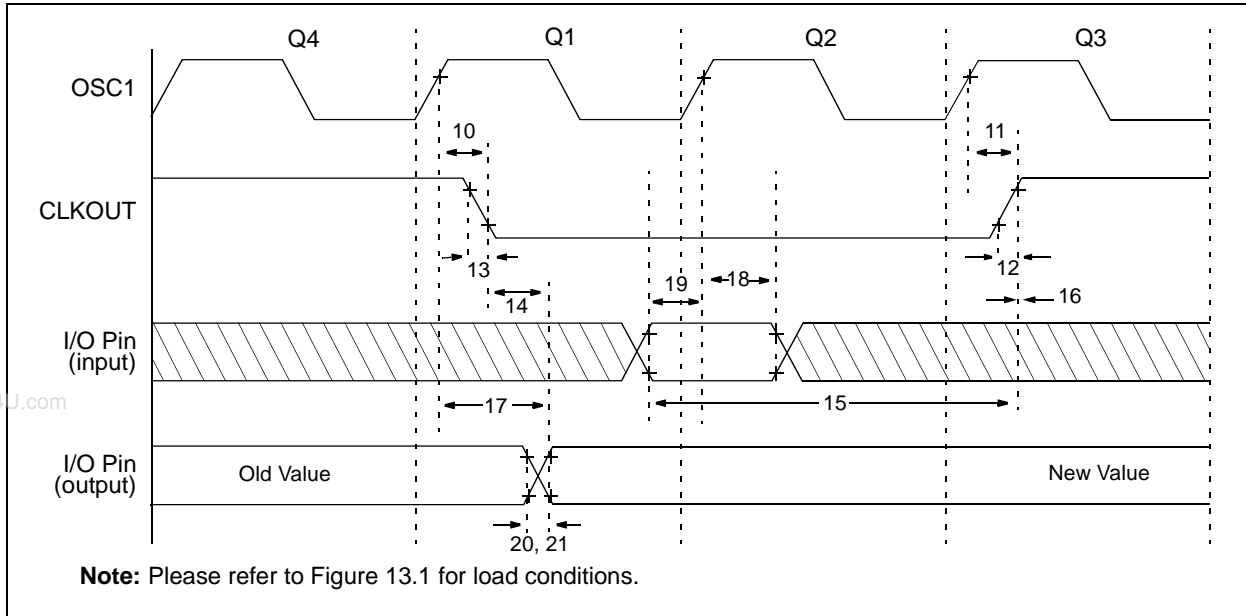 Q4 Q1 Q2 Q3
OSC1
10 11
CLKOUT
13 12
14 19 18 16
I/O Pin
(input)
17 15
I/O Pin
(output)
Old Value New Value
20, 21
Note: Please refer to Figure 13.1 for load conditions.
U.com